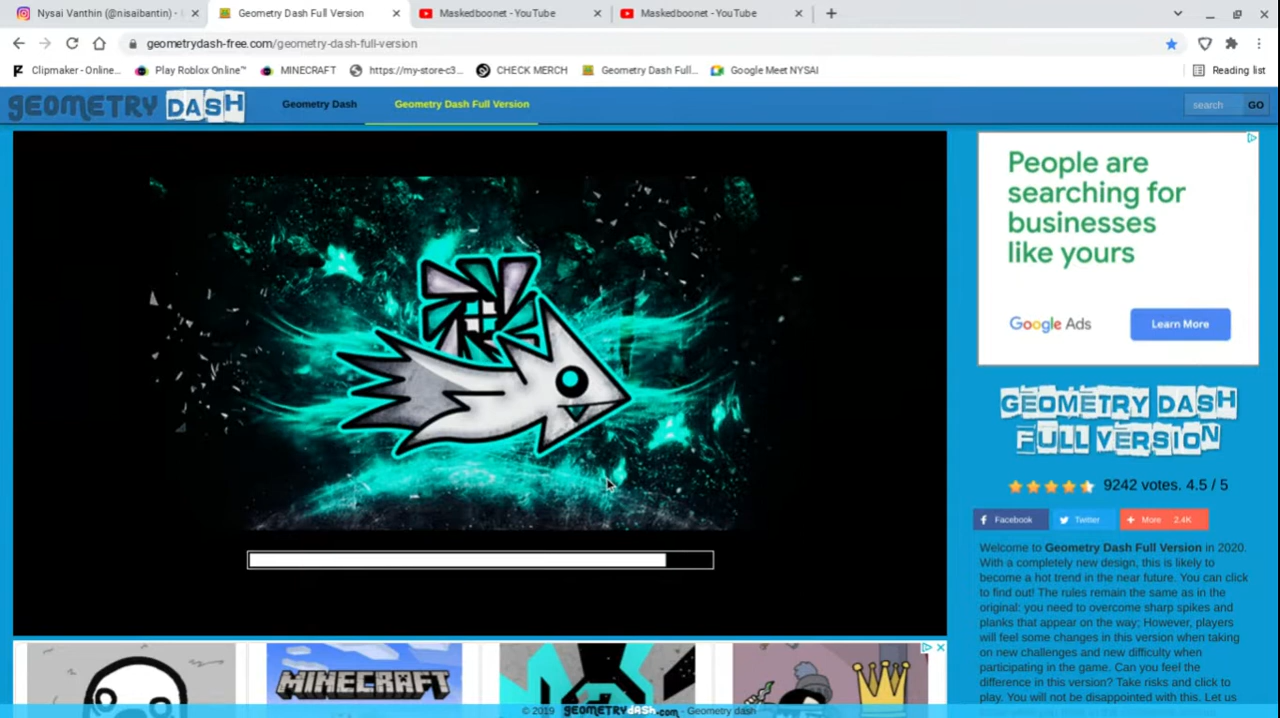 Nysai Vanthin (@nisaibantin) ·
Geometry Dash Full Version
Maskedboonet - YouTube
Maskedboonet - YouTube
geometrydash-free.com/geometry-dash-full-version
Clipmaker - Online...
Play Roblox Online™
MINECRAFT
https://my-store-c3...
CHECK MERCH
Geometry Dash Full...
Google Meet NYSAI
Reading list
GEOMETRY DASH
Geometry Dash
Geometry Dash Full Version
search
GO
People are
searching for
businesses
like yours
Google Ads
Learn More
GEOMETRY DASH
FULL VERSION
9242 votes. 4.5 / 5
Facebook
Twitter
More 2.4K
Welcome to Geometry Dash Full Version in 2020.
With a completely new design, this is likely to
become a hot trend in the near future. You can click
to find out! The rules remain the same as in the
original: you need to overcome sharp spikes and
planks that appear on the way; However, players
will feel some changes in this version when taking
on new challenges and new difficulty when
participating in the game. Can you feel the
difference in this version? Take risks and click to
play. You will not be disappointed with this. Let us
MINECRAFT
© 2019 GEOMETRYDASH.com - Geometry dash